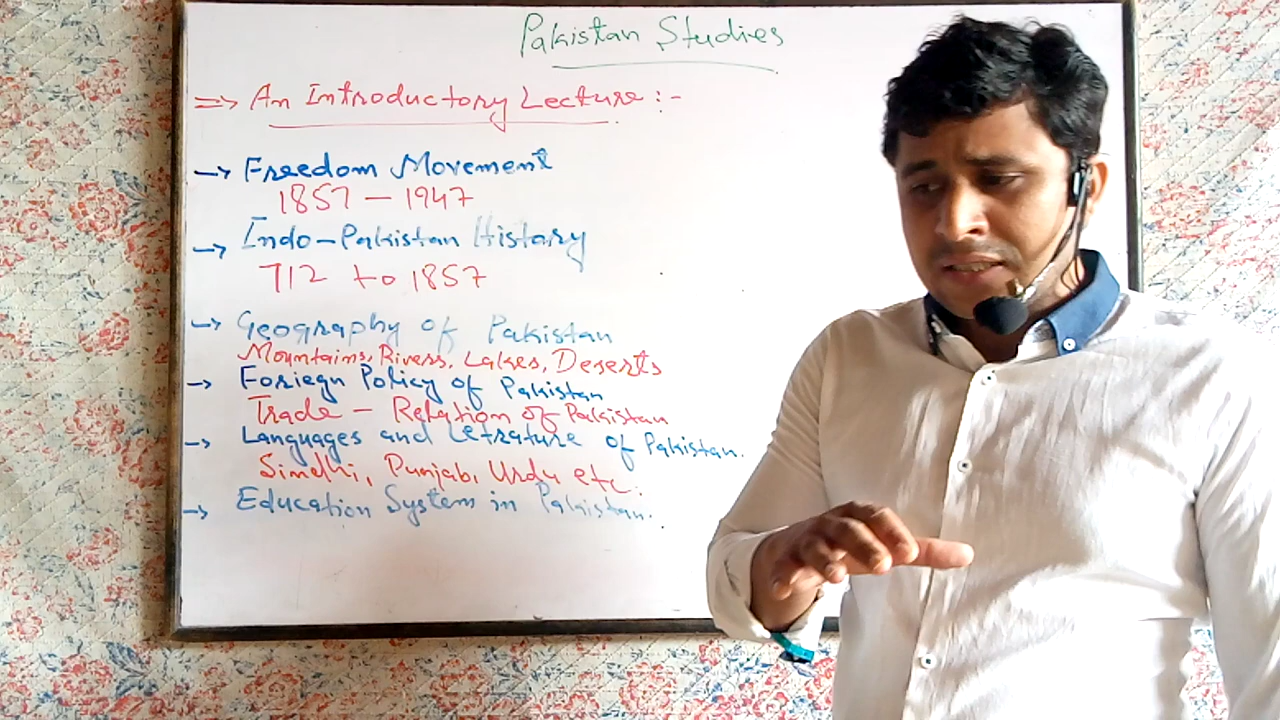 Pakistan Studies
=> An Introductory Lecture :-
→ Freedom Movement
1857 – 1947
→ Indo-Pakistan History
712 to 1857
→ Geography of Pakistan
Mountains, Rivers, Lakes, Deserts
→ Foriegn Policy of Pakistan
Trade – Relation of Pakistan
→ Languages and Letrature of Pakistan.
Sindhi, Punjabi, Urdu etc.
→ Education System in Pakistan.